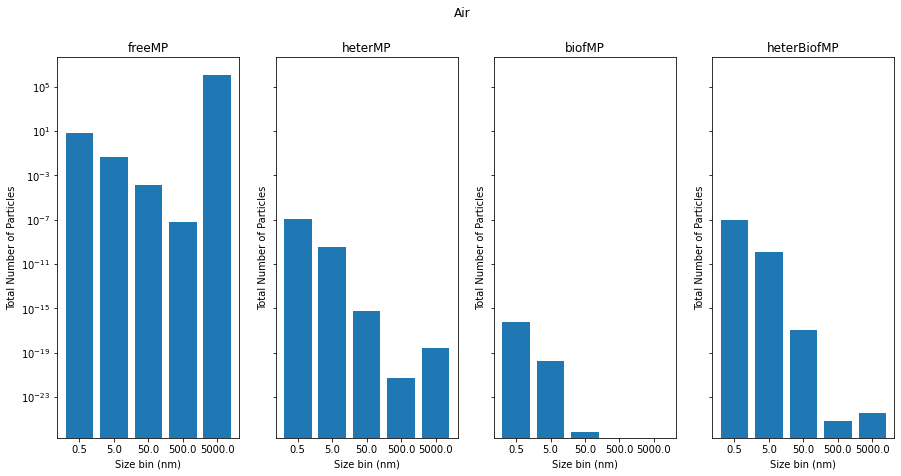 Air
freeMP
heterMP
biofMP
heterBiofMP
Total Number of Particles
10^5
10^1
10^-3
10^-7
10^-11
10^-15
10^-19
10^-23
0.5 5.0 50.0 500.0 5000.0
Size bin (nm)
Total Number of Particles
0.5 5.0 50.0 500.0 5000.0
Size bin (nm)
Total Number of Particles
0.5 5.0 50.0 500.0 5000.0
Size bin (nm)
Total Number of Particles
0.5 5.0 50.0 500.0 5000.0
Size bin (nm)